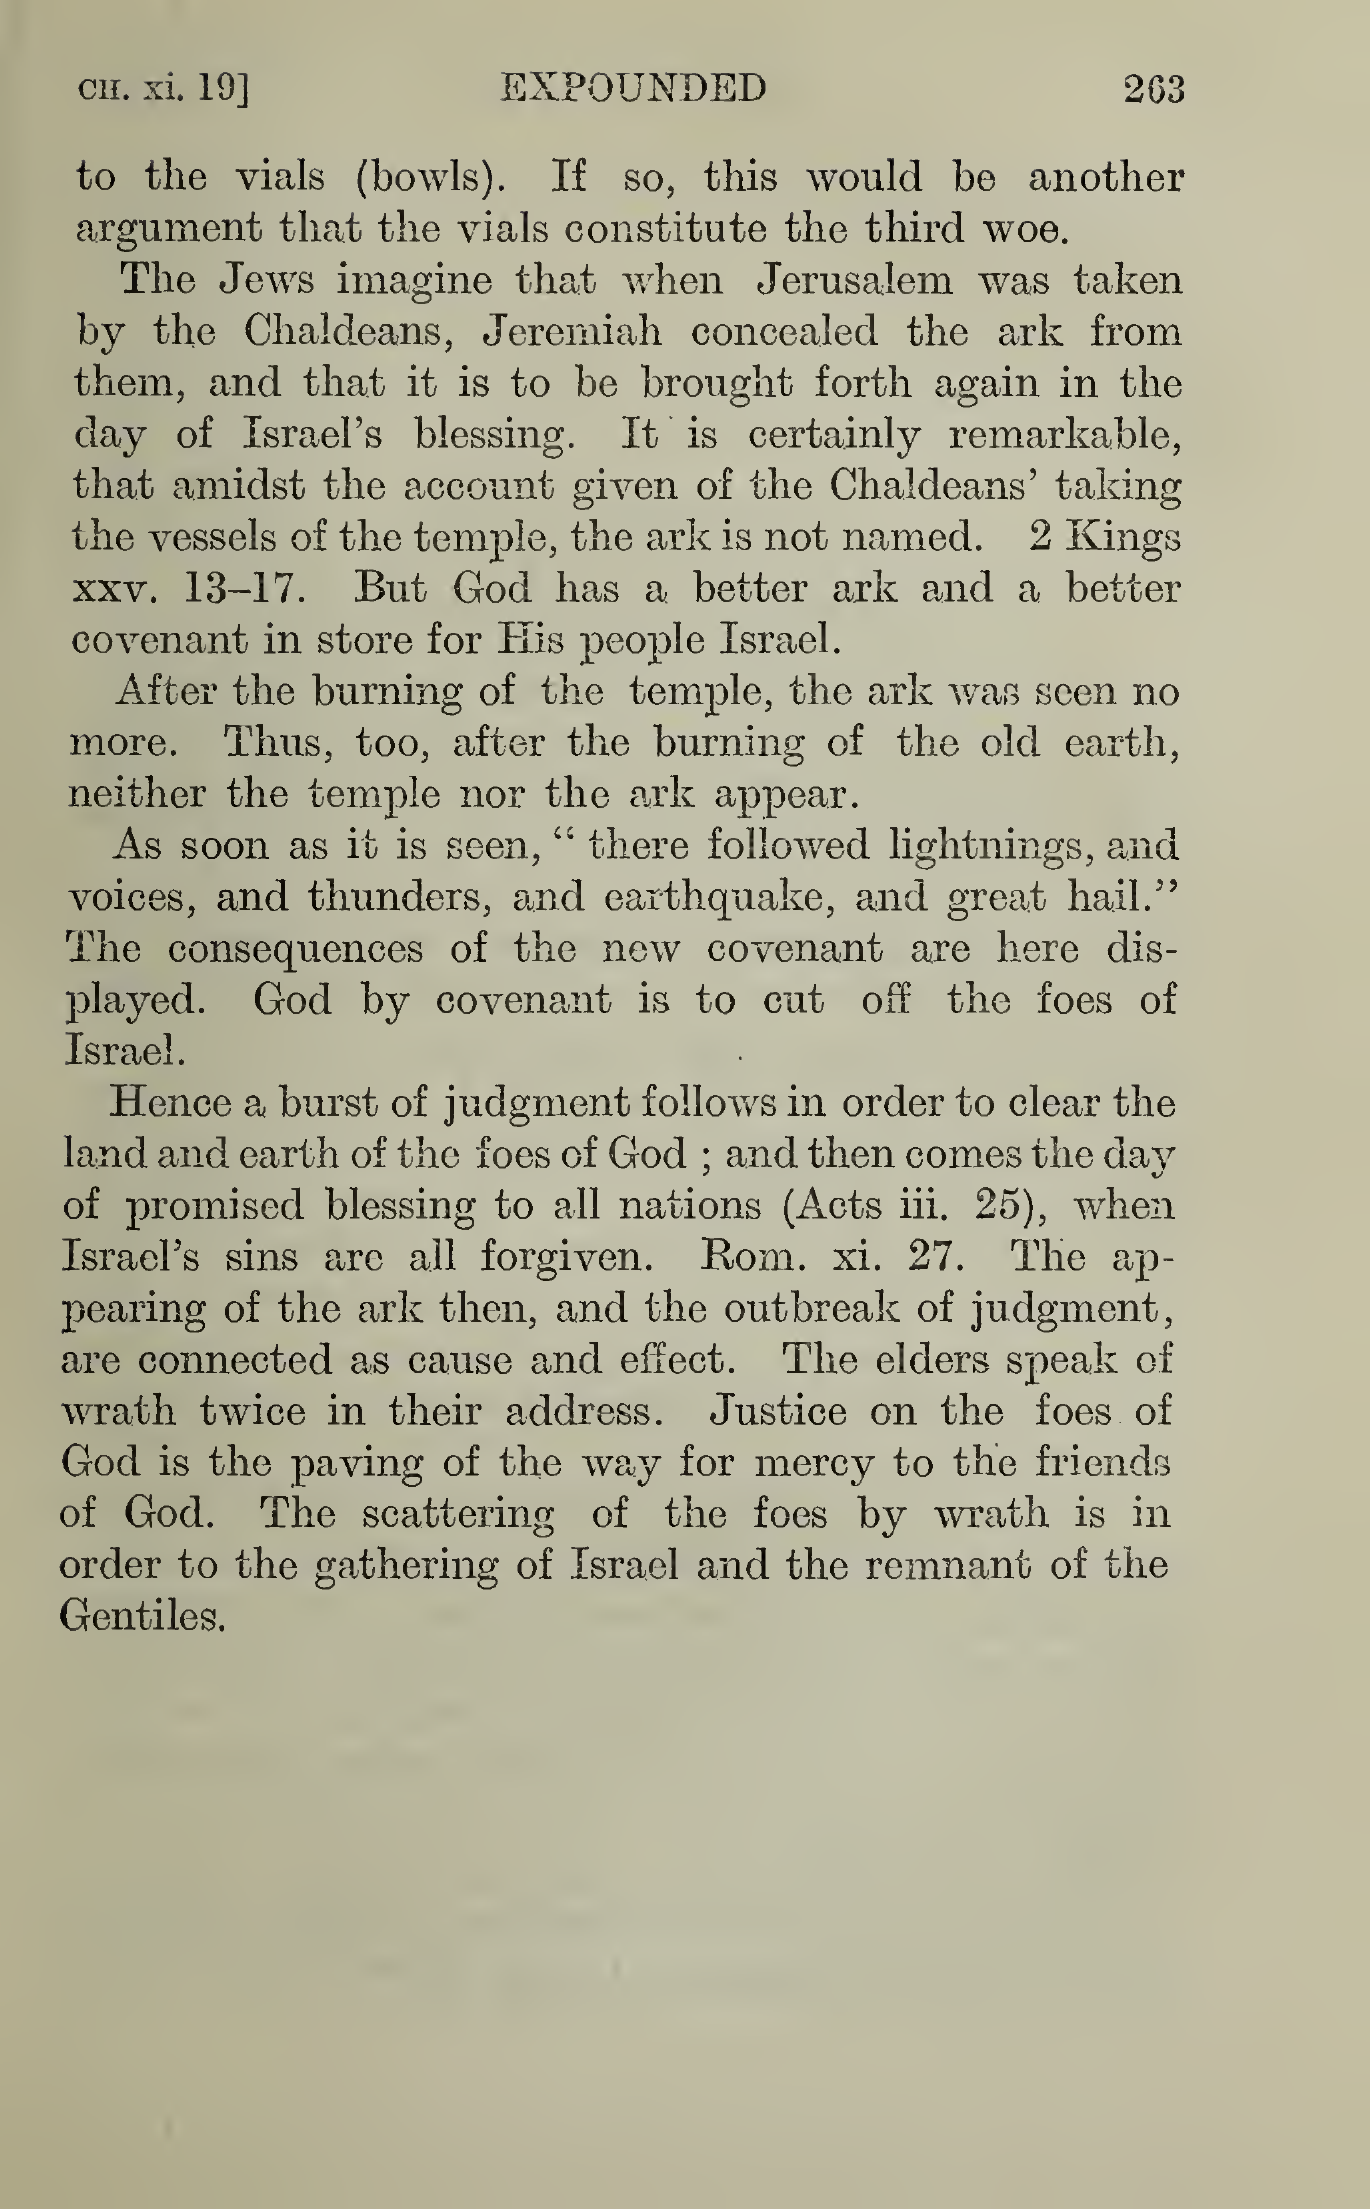 CH. xi. 19] EXPOUNDED 263
to the vials (bowls). If so, this would be another
argument that the vials constitute the third woe.
The Jews imagine that when Jerusalem was taken
by the Chaldeans, Jeremiah concealed the ark from
them, and that it is to be brought forth again in the
day of Israel's blessing. It is certainly remarkable,
that amidst the account given of the Chaldeans' taking
the vessels of the temple, the ark is not named. 2 Kings
xxv. 13–17. But God has a better ark and a better
covenant in store for His people Israel.
After the burning of the temple, the ark was seen no
more. Thus, too, after the burning of the old earth,
neither the temple nor the ark appear.
As soon as it is seen, “ there followed lightnings, and
voices, and thunders, and earthquake, and great hail.”
The consequences of the new covenant are here dis-
played. God by covenant is to cut off the foes of
Israel.
Hence a burst of judgment follows in order to clear the
land and earth of the foes of God ; and then comes the day
of promised blessing to all nations (Acts iii. 25), when
Israel's sins are all forgiven. Rom. xi. 27. The ap-
pearing of the ark then, and the outbreak of judgment,
are connected as cause and effect. The elders speak of
wrath twice in their address. Justice on the foes of
God is the paving of the way for mercy to the friends
of God. The scattering of the foes by wrath is in
order to the gathering of Israel and the remnant of the
Gentiles.